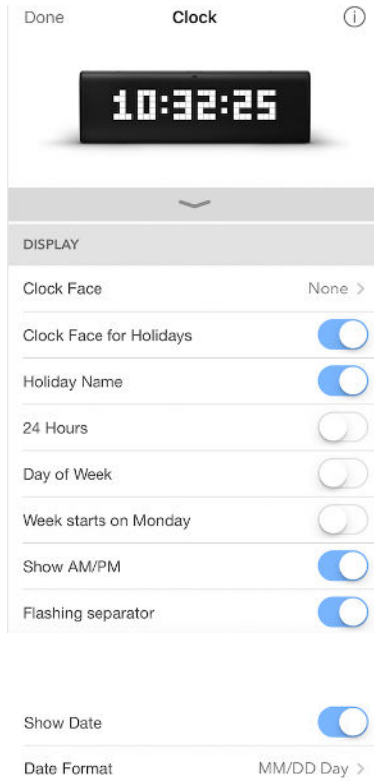 Done Clock i
10:32:25
DISPLAY
Clock Face None >
Clock Face for Holidays
Holiday Name
24 Hours
Day of Week
Week starts on Monday
Show AM/PM
Flashing separator
Show Date
Date Format MM/DD Day >